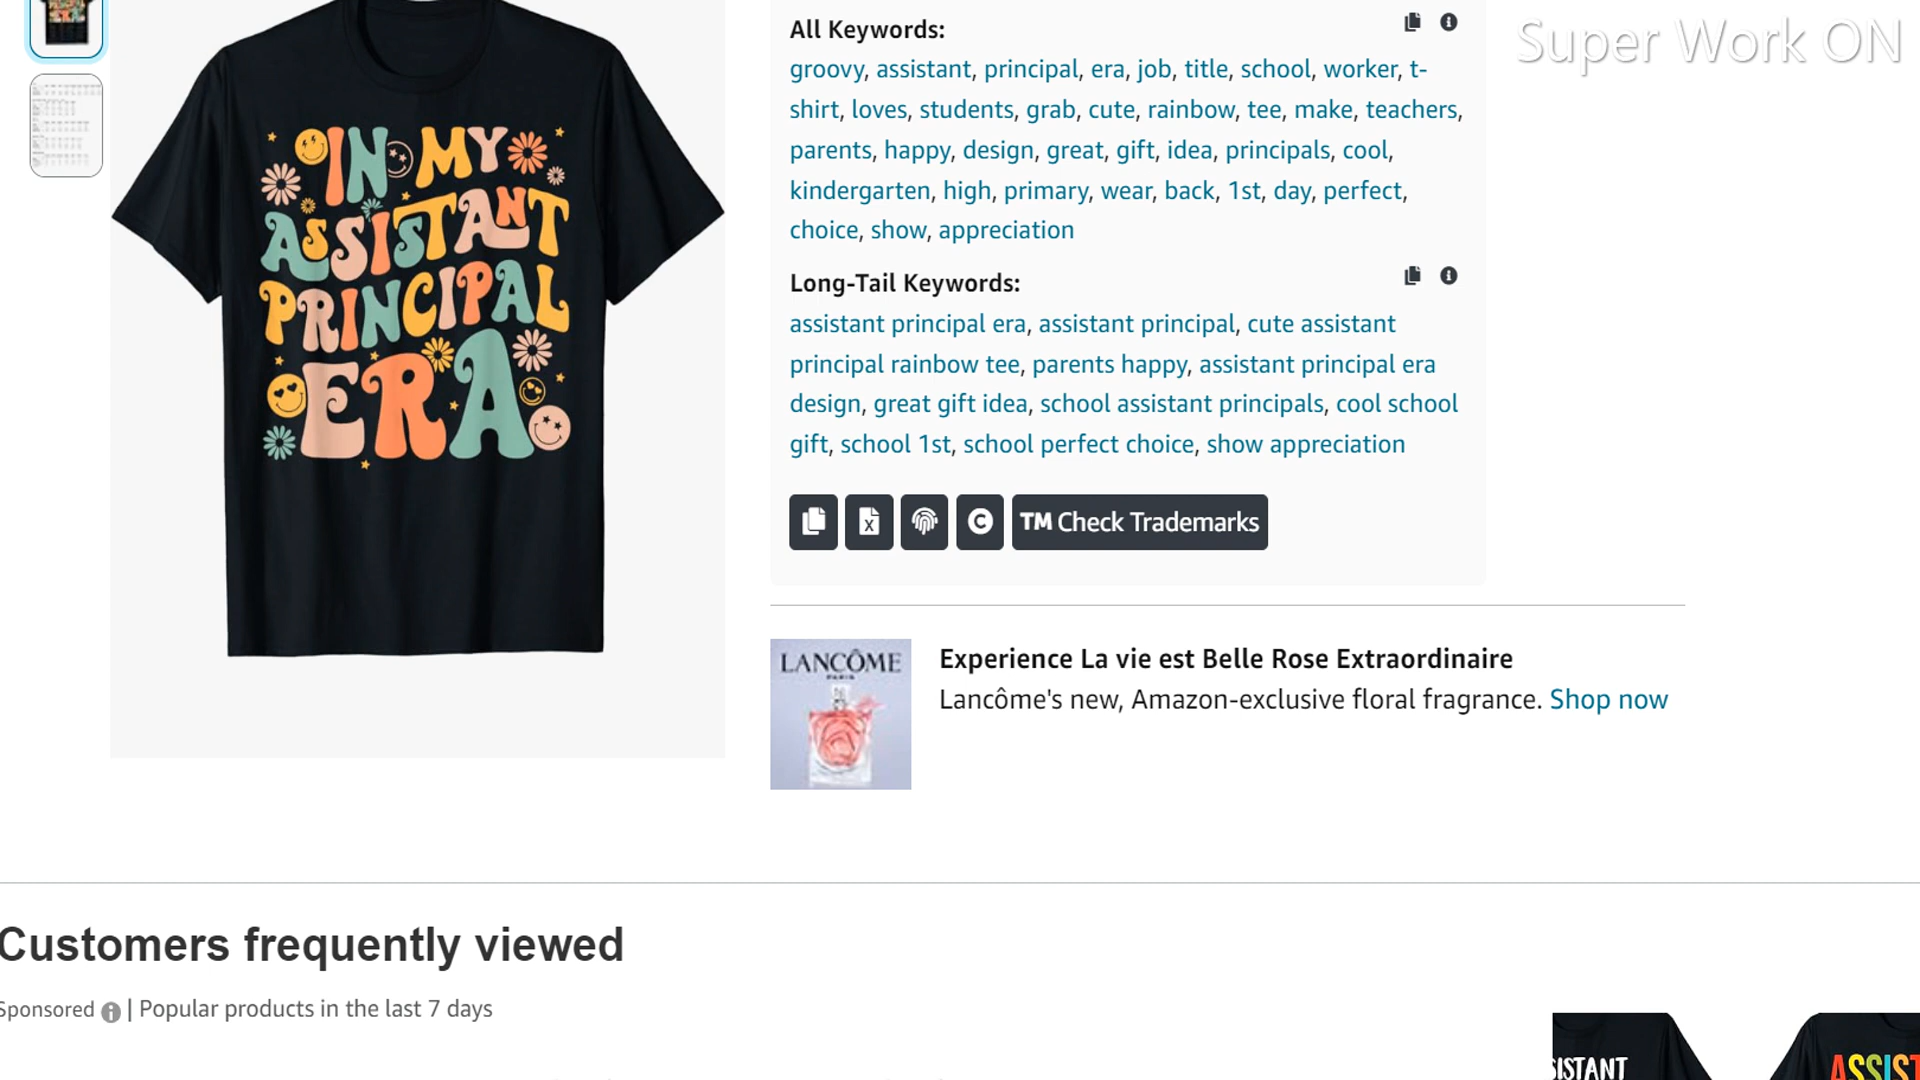 Super Work ON
IN MY
ASSISTANT
PRINCIPAL
ERA
All Keywords:
groovy, assistant, principal, era, job, title, school, worker, t-
shirt, loves, students, grab, cute, rainbow, tee, make, teachers,
parents, happy, design, great, gift, idea, principals, cool,
kindergarten, high, primary, wear, back, 1st, day, perfect,
choice, show, appreciation
Long-Tail Keywords:
assistant principal era, assistant principal, cute assistant
principal rainbow tee, parents happy, assistant principal era
design, great gift idea, school assistant principals, cool school
gift, school 1st, school perfect choice, show appreciation
TM Check Trademarks
LANCÔME
PARIS
Experience La vie est Belle Rose Extraordinaire
Lancôme's new, Amazon-exclusive floral fragrance. Shop now
Customers frequently viewed
Sponsored | Popular products in the last 7 days
ISTANT
ASSIST